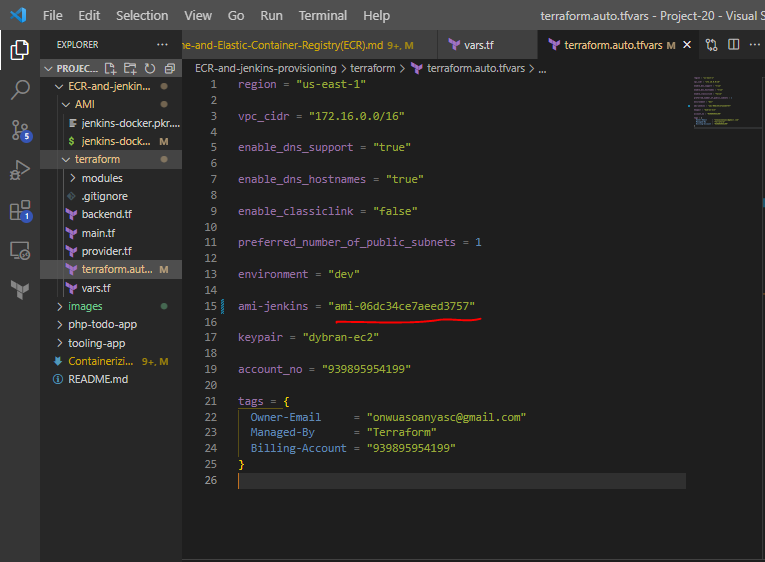 File Edit Selection View Go Run Terminal Help terraform.auto.tfvars - Project-20 - Visual S
EXPLORER
PROJEC...
ECR-and-jenkin...
AMI
jenkins-docker.pkr....
$ jenkins-dock... M
terraform
modules
.gitignore
backend.tf
main.tf
provider.tf
terraform.aut... M
vars.tf
images
php-todo-app
tooling-app
Containerizi... 9+, M
README.md
5
1
me-and-Elastic-Container-Registry(ECR).md 9+, M
vars.tf
terraform.auto.tfvars M
ECR-and-jenkins-provisioning > terraform > terraform.auto.tfvars > ...
1 region = "us-east-1"
2
3 vpc_cidr = "172.16.0.0/16"
4
5 enable_dns_support = "true"
6
7 enable_dns_hostnames = "true"
8
9 enable_classiclink = "false"
10
11 preferred_number_of_public_subnets = 1
12
13 environment = "dev"
14
15 ami-jenkins = "ami-06dc34ce7aeed3757"
16
17 keypair = "dybran-ec2"
18
19 account_no = "939895954199"
20
21 tags = {
22 Owner-Email = "onwuasoanyasc@gmail.com"
23 Managed-By = "Terraform"
24 Billing-Account = "939895954199"
25 }
26